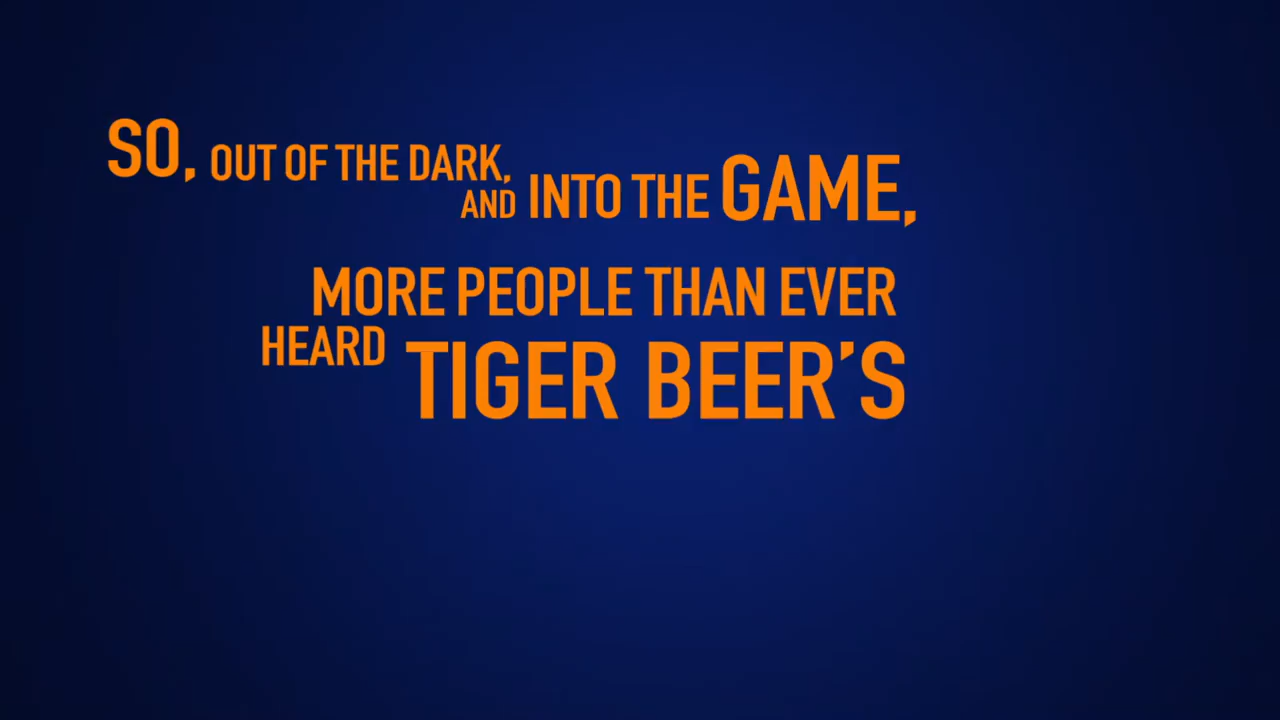 SO, OUT OF THE DARK,
AND INTO THE GAME,
MORE PEOPLE THAN EVER
HEARD TIGER BEER'S